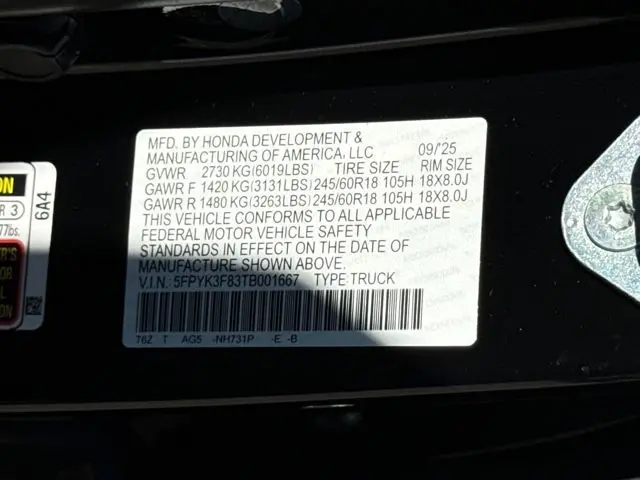 MFD. BY HONDA DEVELOPMENT &
MANUFACTURING OF AMERICA, LLC 09/25
GVWR 2730 KG(6019LBS) TIRE SIZE RIM SIZE
GAWR F 1420 KG(3131LBS) 245/60R18 105H 18X8.0J
GAWR R 1480 KG(3263LBS) 245/60R18 105H 18X8.0J
THIS VEHICLE CONFORMS TO ALL APPLICABLE
FEDERAL MOTOR VEHICLE SAFETY
STANDARDS IN EFFECT ON THE DATE OF
MANUFACTURE SHOWN ABOVE.
V.I.N.: 5FPYK3F83TB001667 TYPE:TRUCK
T6Z T AG5 -NH731P -E -B
ON
R 3
77lbs.
6A4